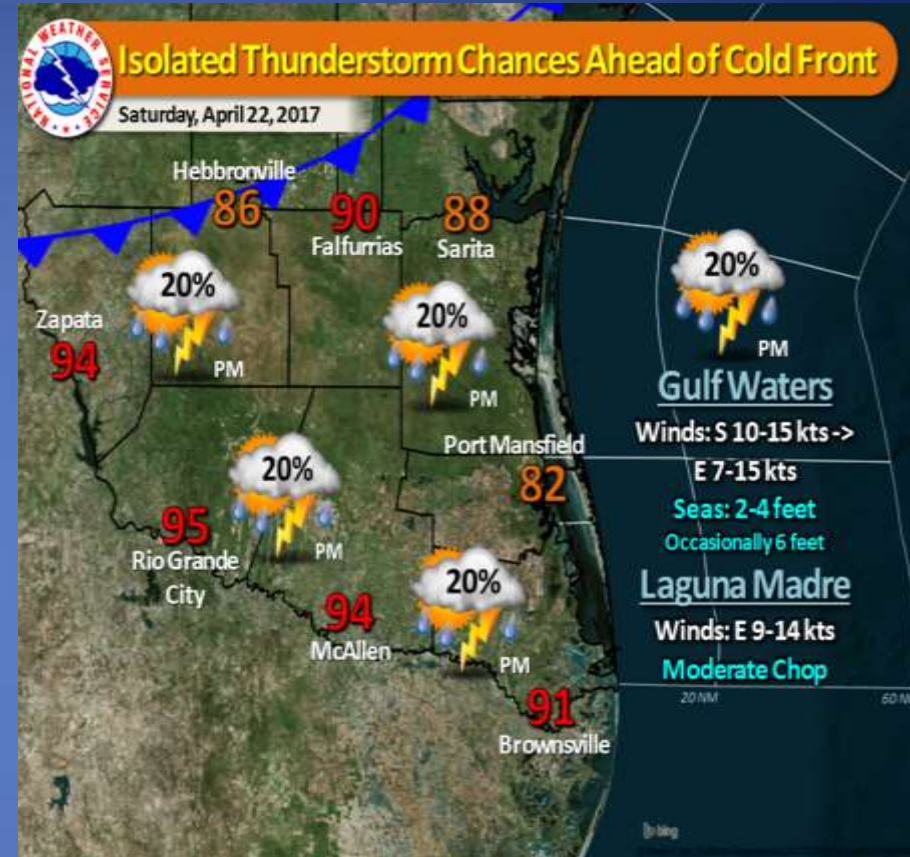 NATIONAL WEATHER SERVICE
Isolated Thunderstorm Chances Ahead of Cold Front
Saturday, April 22, 2017
Hebbronville
86
90
Falfurrias
88
Sarita
20%
PM
20%
PM
20%
PM
Zapata
94
Gulf Waters
Winds: S 10-15 kts ->
E 7-15 kts
Seas: 2-4 feet
Occasionally 6 feet
Port Mansfield
82
20%
PM
95
Rio Grande
City
94
McAllen
20%
PM
Laguna Madre
Winds: E 9-14 kts
Moderate Chop
20 NM
60 N
91
Brownsville
bing